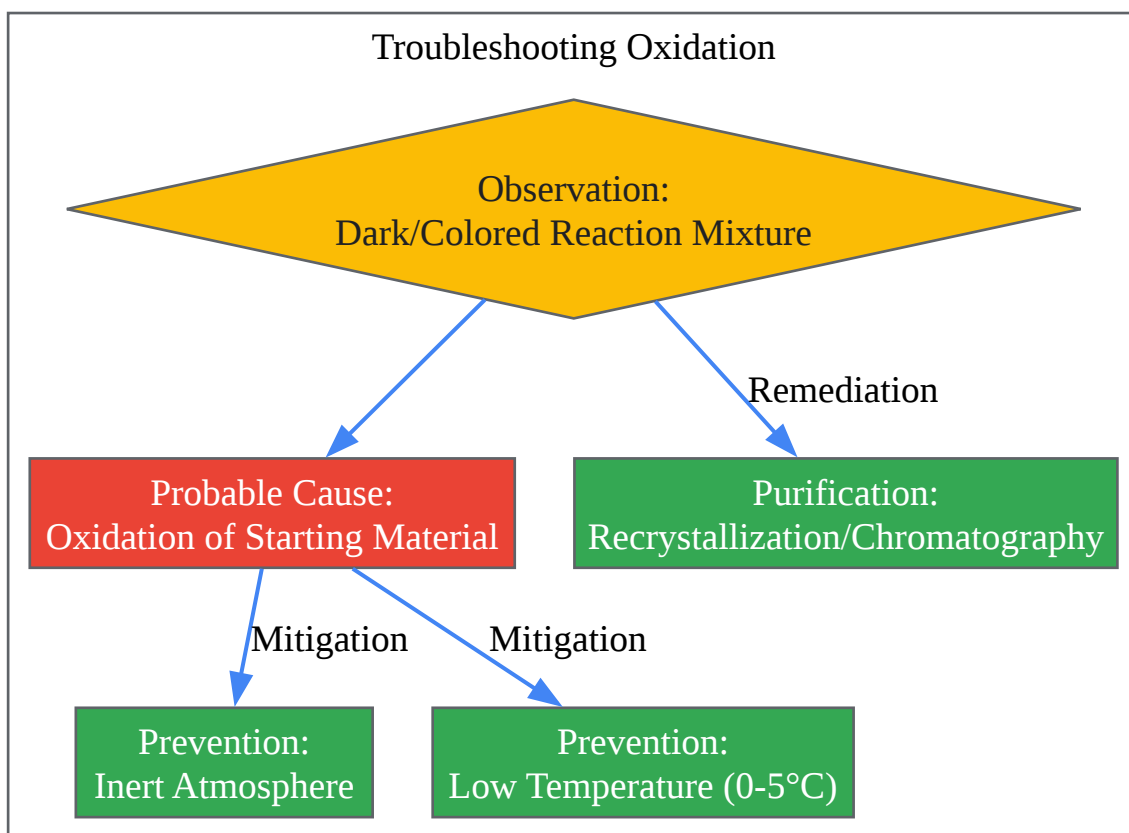 Troubleshooting Oxidation
Observation:
Dark/Colored Reaction Mixture
Remediation
Probable Cause:
Oxidation of Starting Material
Purification:
Recrystallization/Chromatography
Mitigation
Mitigation
Prevention:
Inert Atmosphere
Prevention:
Low Temperature (0-5°C)